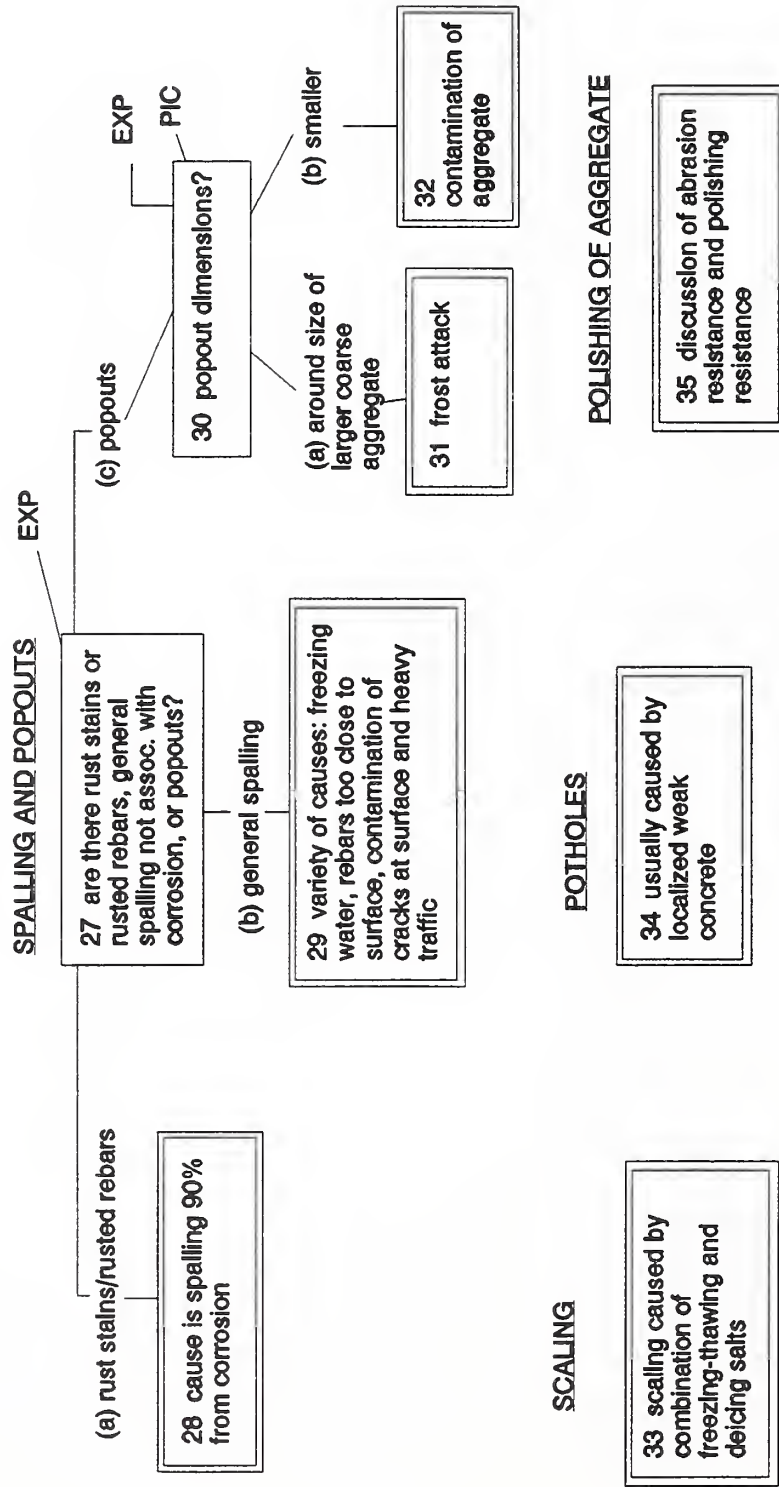 SPALLING AND POPOUTS
EXP
27 are there rust stains or
rusted rebars, general
spalling not assoc. with
corrosion, or popouts?
(a) rust stains/rusted rebars
28 cause is spalling 90%
from corrosion
(b) general spalling
29 variety of causes: freezing
water, rebars too close to
surface, contamination of
cracks at surface and heavy
traffic
(c) popouts
EXP
PIC
30 popout dimensions?
(a) around size of
larger coarse
aggregate
31 frost attack
(b) smaller
32
contamination of
aggregate
SCALING
33 scaling caused by
combination of
freezing-thawing and
deicing salts
POTHOLES
34 usually caused by
localized weak
concrete
POLISHING OF AGGREGATE
35 discussion of abrasion
resistance and polishing
resistance